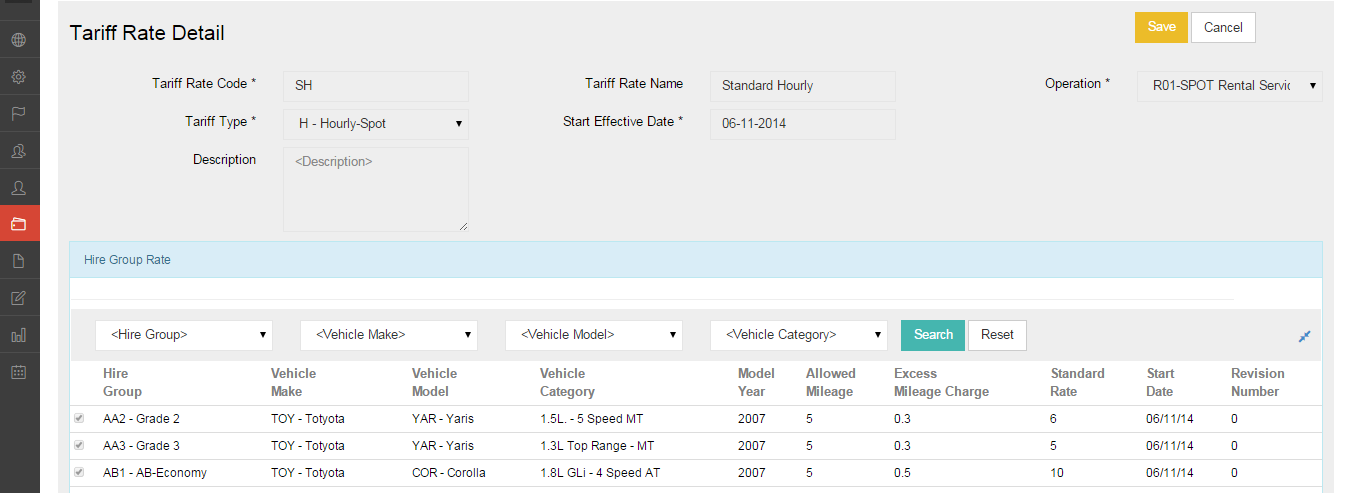 Tariff Rate Detail
Save Cancel
Tariff Rate Code * SH Tariff Rate Name Standard Hourly Operation * R01-SPOT Rental Servic
Tariff Type * H - Hourly-Spot Start Effective Date * 06-11-2014
Description <Description>
Hire Group Rate
<Hire Group> <Vehicle Make> <Vehicle Model> <Vehicle Category> Search Reset
Hire Vehicle Vehicle Vehicle Model Allowed Excess Standard Start Revision
Group Make Model Category Year Mileage Mileage Charge Rate Date Number
AA2 - Grade 2 TOY - Totyota YAR - Yaris 1.5L. - 5 Speed MT 2007 5 0.3 6 06/11/14 0
AA3 - Grade 3 TOY - Totyota YAR - Yaris 1.3L Top Range - MT 2007 5 0.3 5 06/11/14 0
AB1 - AB-Economy TOY - Totyota COR - Corolla 1.8L GLi - 4 Speed AT 2007 5 0.5 10 06/11/14 0